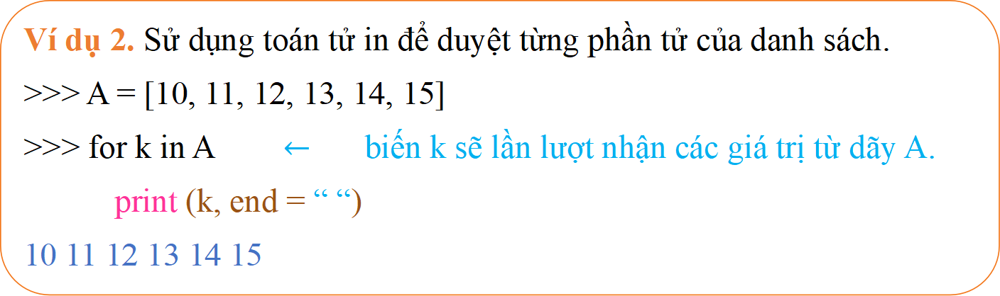 Ví dụ 2. Sử dụng toán tử in để duyệt từng phần tử của danh sách.
>>> A = [10, 11, 12, 13, 14, 15]
>>> for k in A ← biến k sẽ lần lượt nhận các giá trị từ dãy A.
print (k, end = “ “)
10 11 12 13 14 15